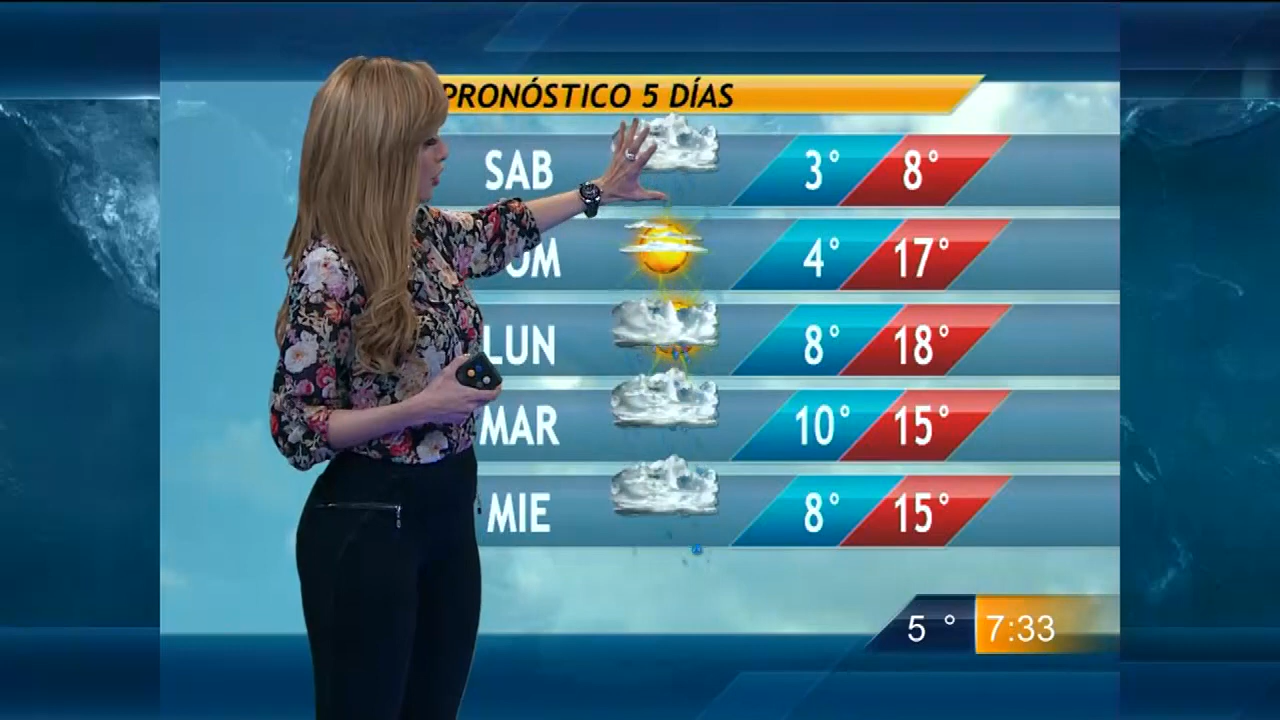 PRONÓSTICO 5 DÍAS
SAB 3° 8°
OM 4° 17°
LUN 8° 18°
MAR 10° 15°
MIE 8° 15°
5 ° 7:33